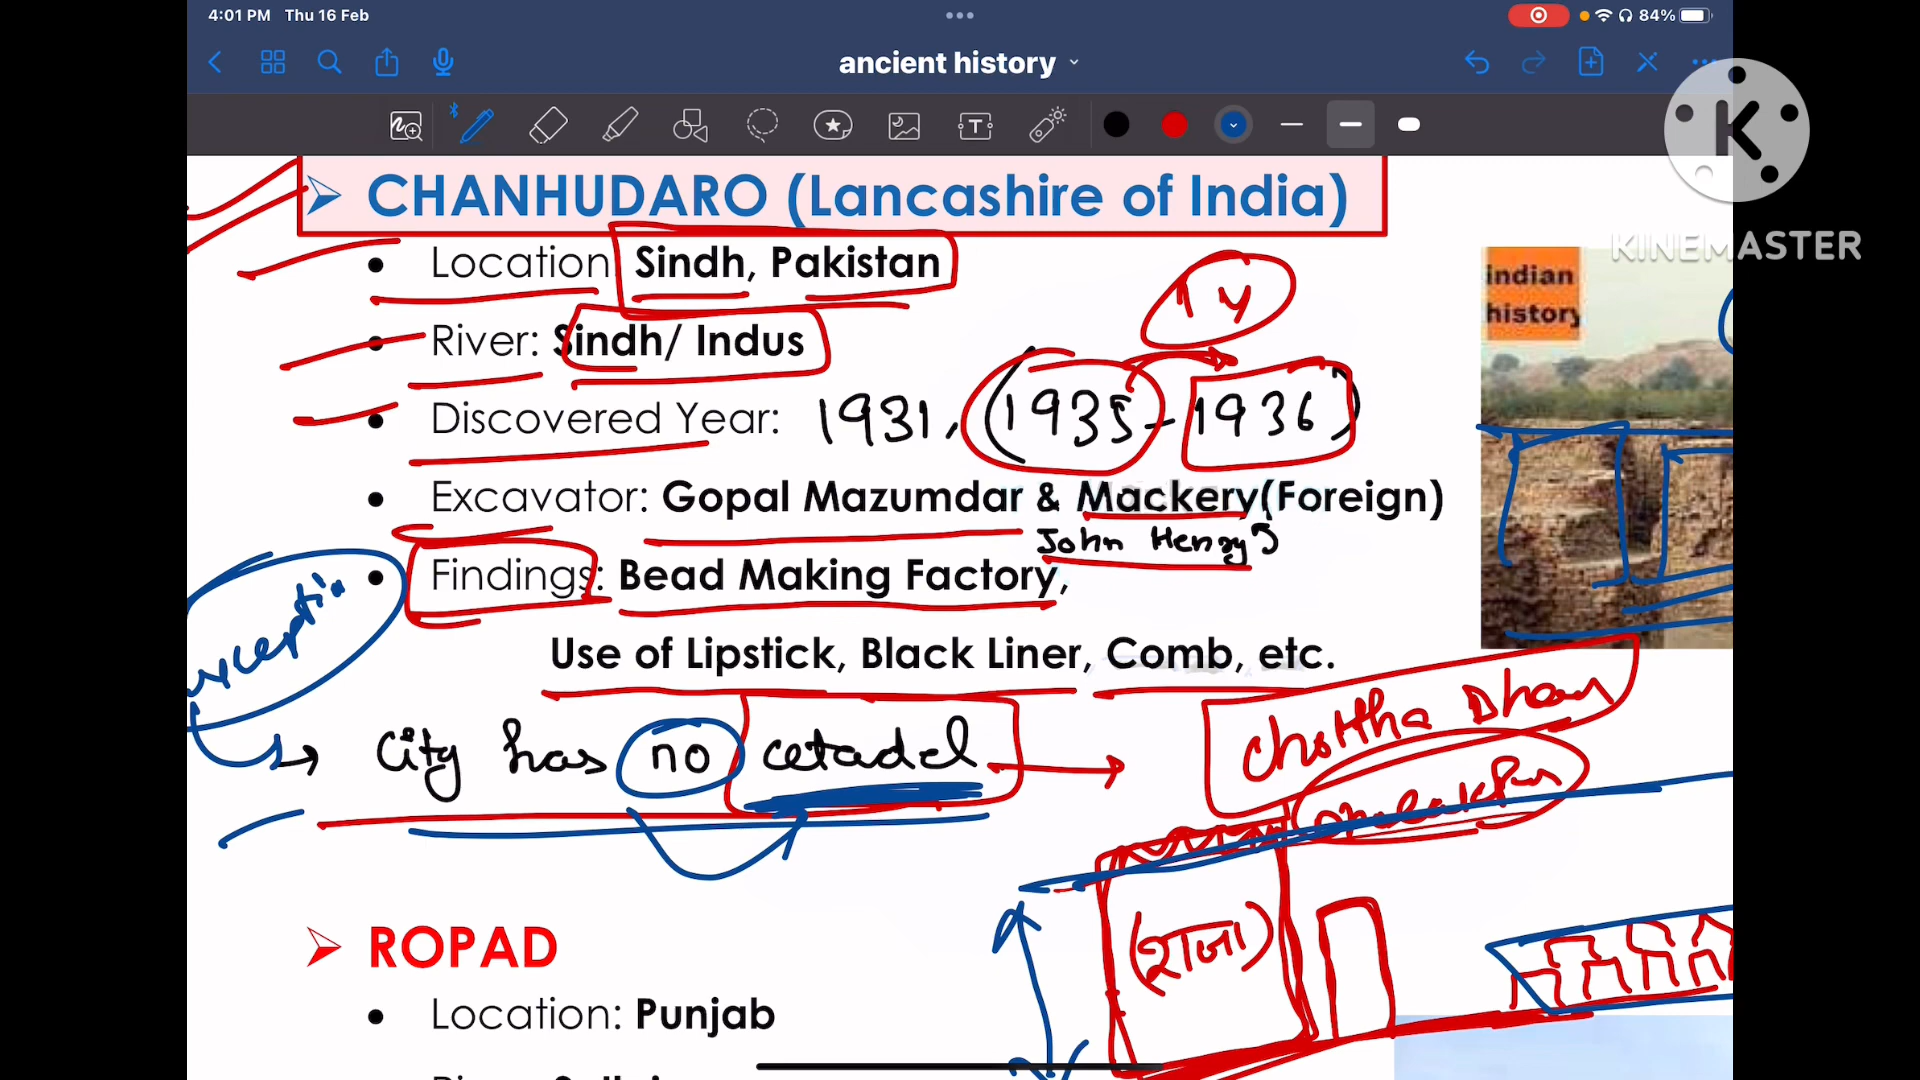 4:01 PM Thu 16 Feb
84%
ancient history
K
KINEMASTER
CHANHUDARO (Lancashire of India)
Location: Sindh, Pakistan
indian
history
1 y
River: Sindh/ Indus
Discovered Year: 1931, (1935-1936)
Excavator: Gopal Mazumdar & Mackery(Foreign)
John Henry
Findings: Bead Making Factory,
Use of Lipstick, Black Liner, Comb, etc.
→ City has no cetadel →
ROPAD
(राजा)
Location: Punjab